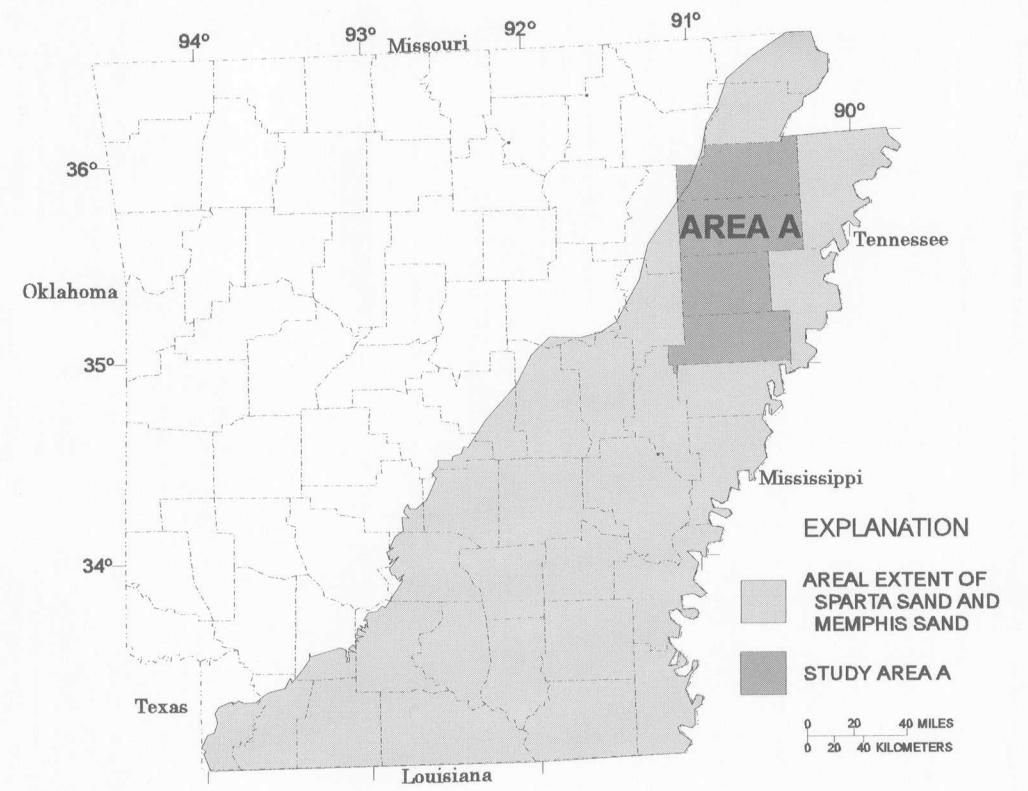 94° 93° Missouri 92° 91°
90°
36°
AREA A
Tennessee
Oklahoma
35°
Mississippi
34°
EXPLANATION
AREAL EXTENT OF
SPARTA SAND AND
MEMPHIS SAND
STUDY AREA A
Texas
0 20 40 MILES
0 20 40 KILOMETERS
Louisiana